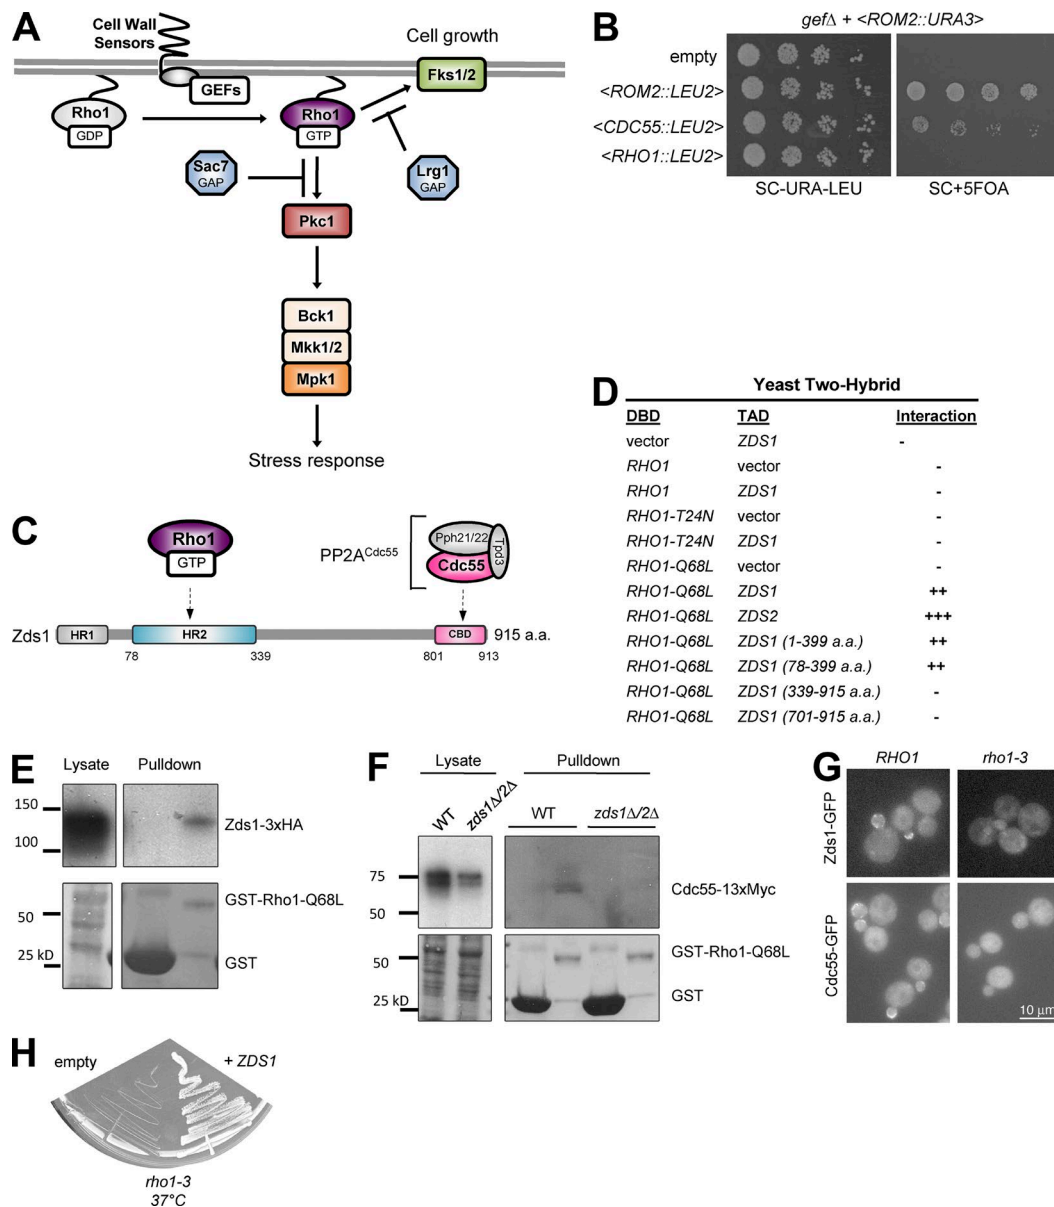 A
Cell Wall
Sensors
Cell growth
GEFs
Fks1/2
Rho1
GDP
Rho1
GTP
Sac7
GAP
Lrg1
GAP
Pkc1
Bck1
Mkk1/2
Mpk1
Stress response
B
gefΔ + <ROM2::URA3>
empty
<ROM2::LEU2>
<CDC55::LEU2>
<RHO1::LEU2>
SC-URA-LEU
SC+5FOA
C
Rho1
GTP
PP2A^Cdc55
Pph21/22
Tpd3
Cdc55
Zds1
HR1
HR2
CBD
915 a.a.
78
339
801
913
D
Yeast Two-Hybrid
DBD TAD Interaction
vector ZDS1 -
RHO1 vector -
RHO1 ZDS1 -
RHO1-T24N vector -
RHO1-T24N ZDS1 -
RHO1-Q68L vector -
RHO1-Q68L ZDS1 ++
RHO1-Q68L ZDS2 +++
RHO1-Q68L ZDS1 (1-399 a.a.) ++
RHO1-Q68L ZDS1 (78-399 a.a.) ++
RHO1-Q68L ZDS1 (339-915 a.a.) -
RHO1-Q68L ZDS1 (701-915 a.a.) -
E
Lysate Pulldown
150
100
Zds1-3xHA
50
25 kD
GST-Rho1-Q68L
GST
F
Lysate Pulldown
WT zds1Δ/2Δ WT zds1Δ/2Δ
75
50
Cdc55-13xMyc
50
25 kD
GST-Rho1-Q68L
GST
G
RHO1 rho1-3
Zds1-GFP
Cdc55-GFP
10 µm
H
empty + ZDS1
rho1-3
37°C